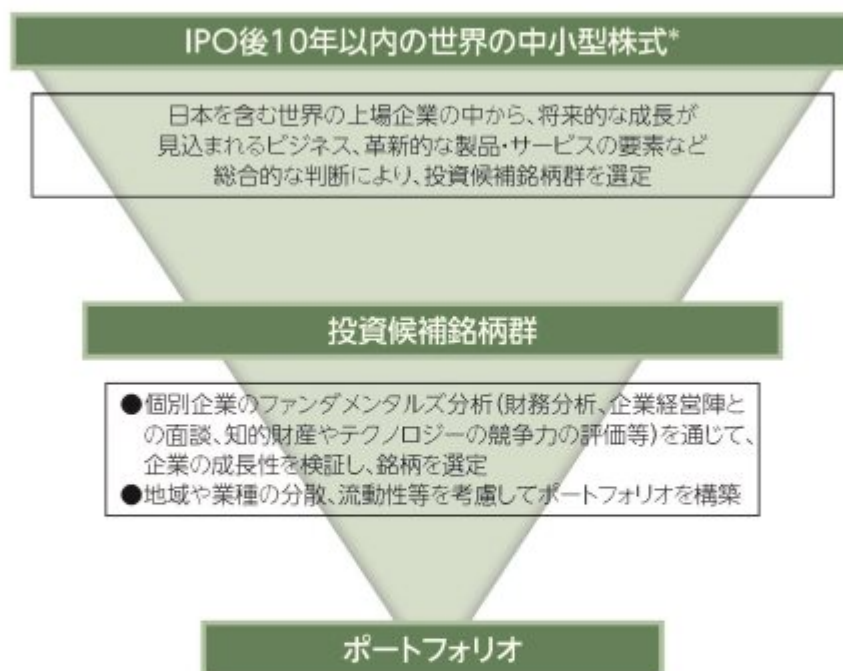 IPO後10年以内の世界の中小型株式*
日本を含む世界の上場企業の中から、将来的な成長が
見込まれるビジネス、革新的な製品・サービスの要素など
総合的な判断により、投資候補銘柄群を選定
投資候補銘柄群
●個別企業のファンダメンタルズ分析(財務分析、企業経営陣と
の面談、知的財産やテクノロジーの競争力の評価等)を通じて、
企業の成長性を検証し、銘柄を選定
●地域や業種の分散、流動性等を考慮してポートフォリオを構築
ポートフォリオ